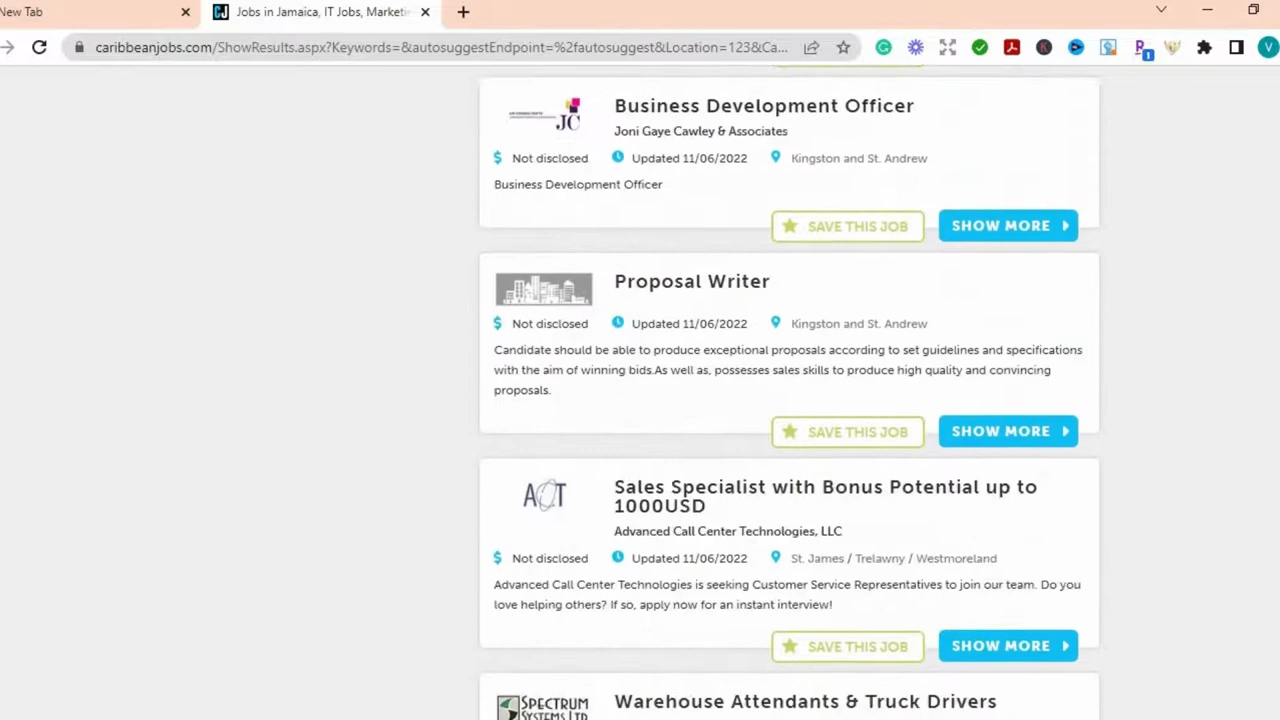 New Tab
Jobs in Jamaica, IT Jobs, Marketin
caribbeanjobs.com/ShowResults.aspx?Keywords=&autosuggestEndpoint=%2fautosuggest&Location=123&Ca...
1
V
JC
Business Development Officer
Joni Gaye Cawley & Associates
Not disclosed Updated 11/06/2022 Kingston and St. Andrew
Business Development Officer
SAVE THIS JOB SHOW MORE
Proposal Writer
Not disclosed Updated 11/06/2022 Kingston and St. Andrew
Candidate should be able to produce exceptional proposals according to set guidelines and specifications
with the aim of winning bids.As well as, possesses sales skills to produce high quality and convincing
proposals.
SAVE THIS JOB SHOW MORE
ACT
Sales Specialist with Bonus Potential up to
1000USD
Advanced Call Center Technologies, LLC
Not disclosed Updated 11/06/2022 St. James / Trelawny / Westmoreland
Advanced Call Center Technologies is seeking Customer Service Representatives to join our team. Do you
love helping others? If so, apply now for an instant interview!
SAVE THIS JOB SHOW MORE
SPECTRUM
SYSTEMS LTD
Warehouse Attendants & Truck Drivers